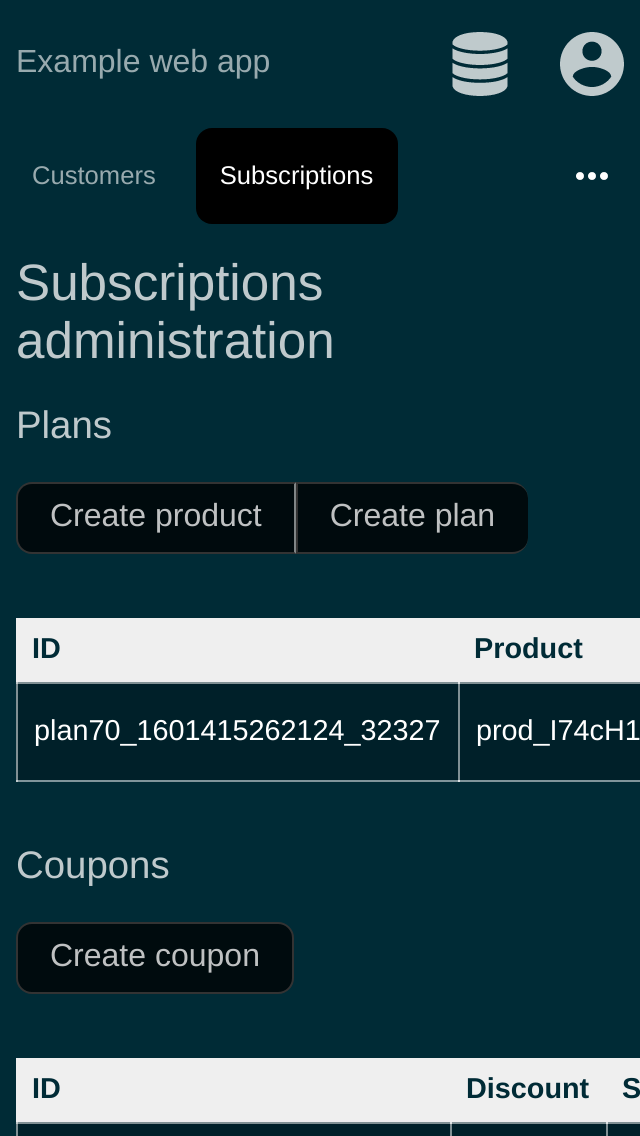 Example web app
Customers Subscriptions
Subscriptions
administration
Plans
Create product Create plan
ID Product
plan70_1601415262124_32327 prod_I74cH1
Coupons
Create coupon
ID Discount S